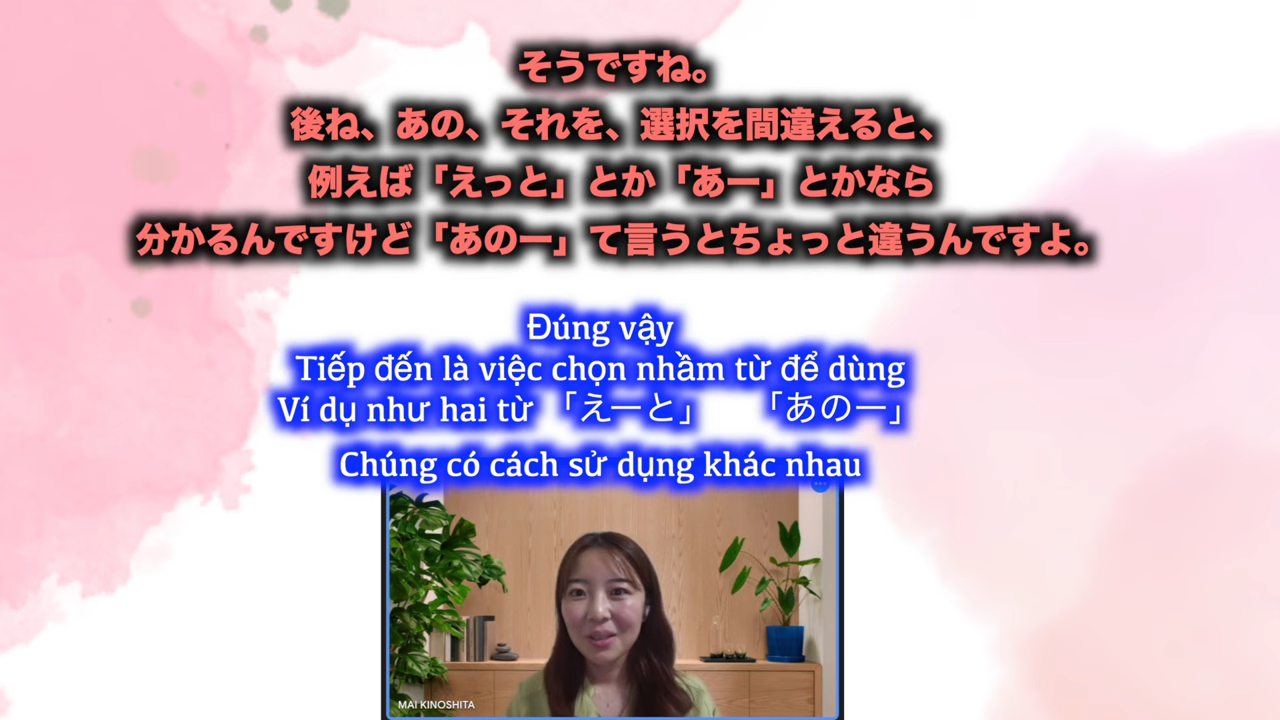 そうですね。
後ね、あの、それを、選択を間違えると、
例えば「えっと」とか「あー」とかなら
分かるんですけど「あのー」て言うとちょっと違うんですよ。
Đúng vậy
Tiếp đến là việc chọn nhầm từ để dùng
Ví dụ như hai từ 「えーと」 「あのー」
Chúng có cách sử dụng khác nhau
MAI KINOSHITA